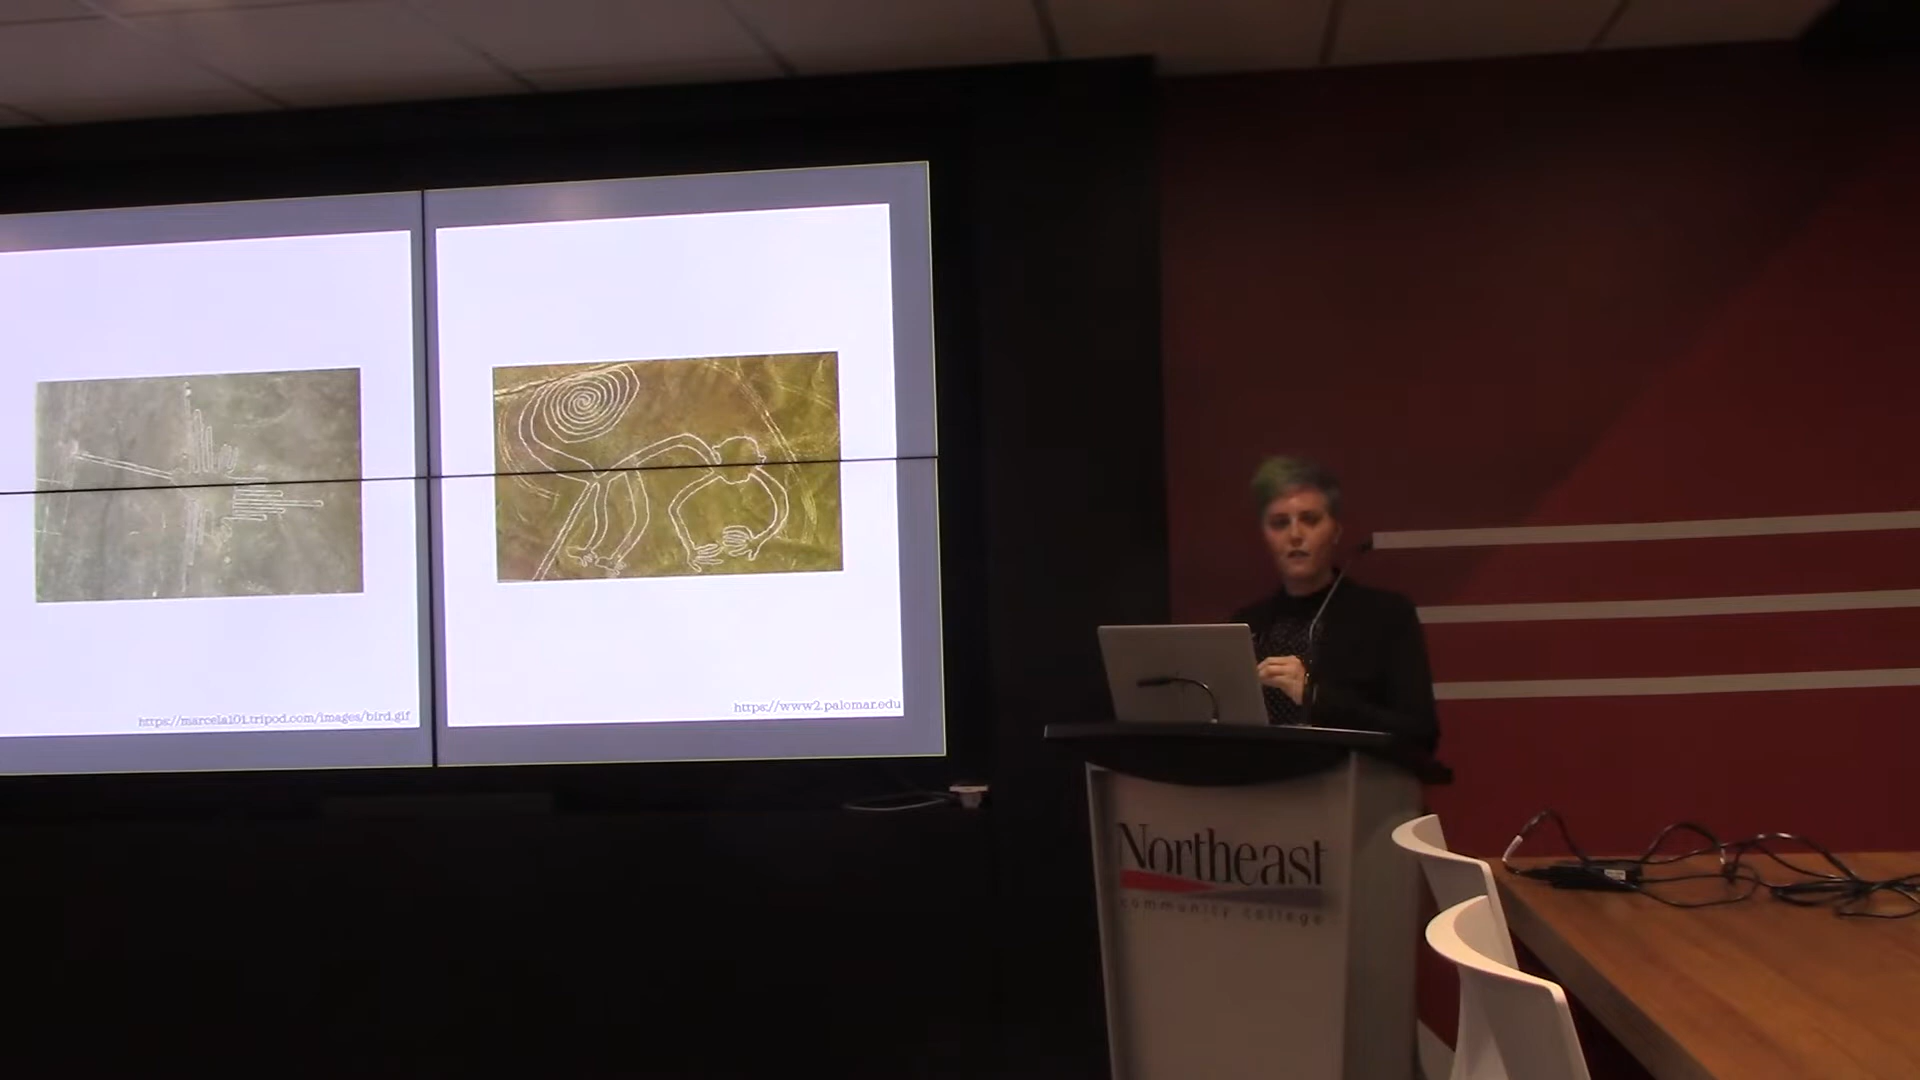 https://marcela101.tripod.com/images/bird.gif
https://www2.palomar.edu
Northeast
community college